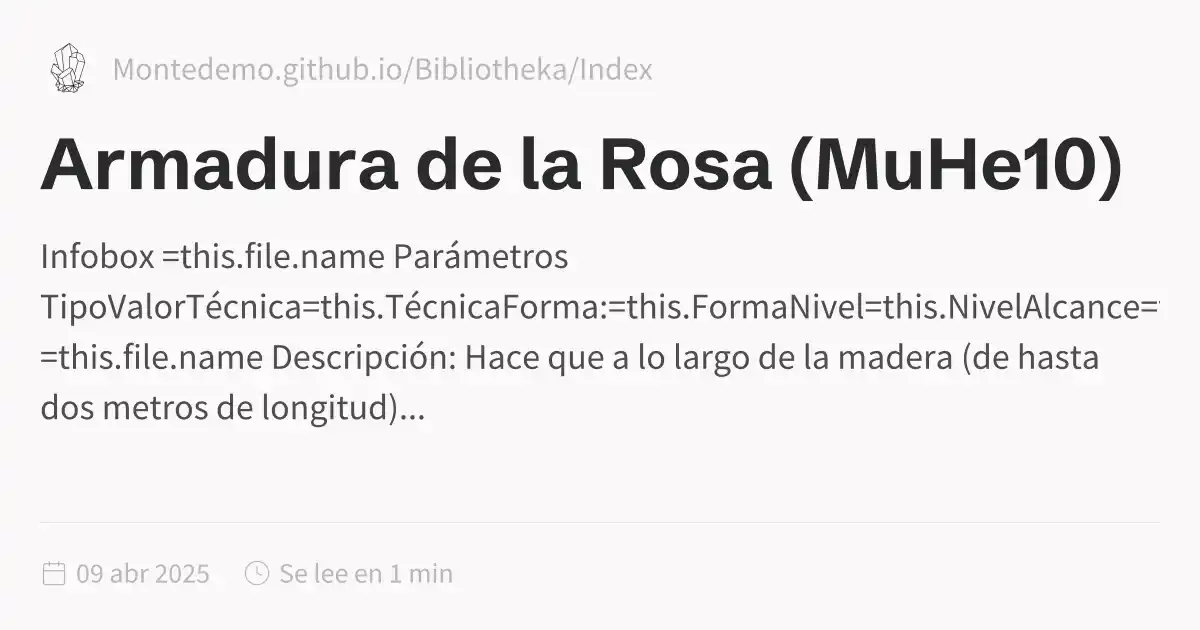 Montedemo.github.io/Bibliotheka/Index
Armadura de la Rosa (MuHe10)
Infobox =this.file.name Parámetros
TipoValorTécnica=this.TécnicaForma:=this.FormaNivel=this.NivelAlcance=
=this.file.name Descripción: Hace que a lo largo de la madera (de hasta
dos metros de longitud)...
09 abr 2025
Se lee en 1 min